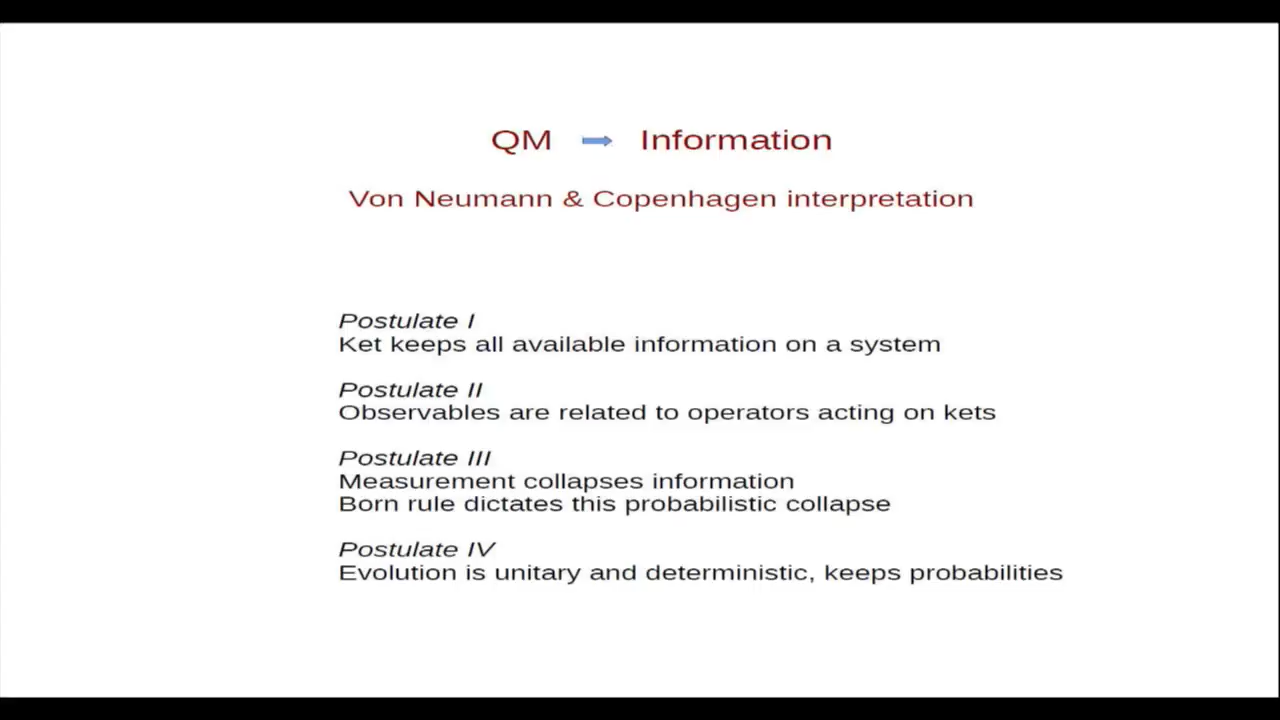 QM ➡ Information
Von Neumann & Copenhagen interpretation
Postulate I
Ket keeps all available information on a system
Postulate II
Observables are related to operators acting on kets
Postulate III
Measurement collapses information
Born rule dictates this probabilistic collapse
Postulate IV
Evolution is unitary and deterministic, keeps probabilities